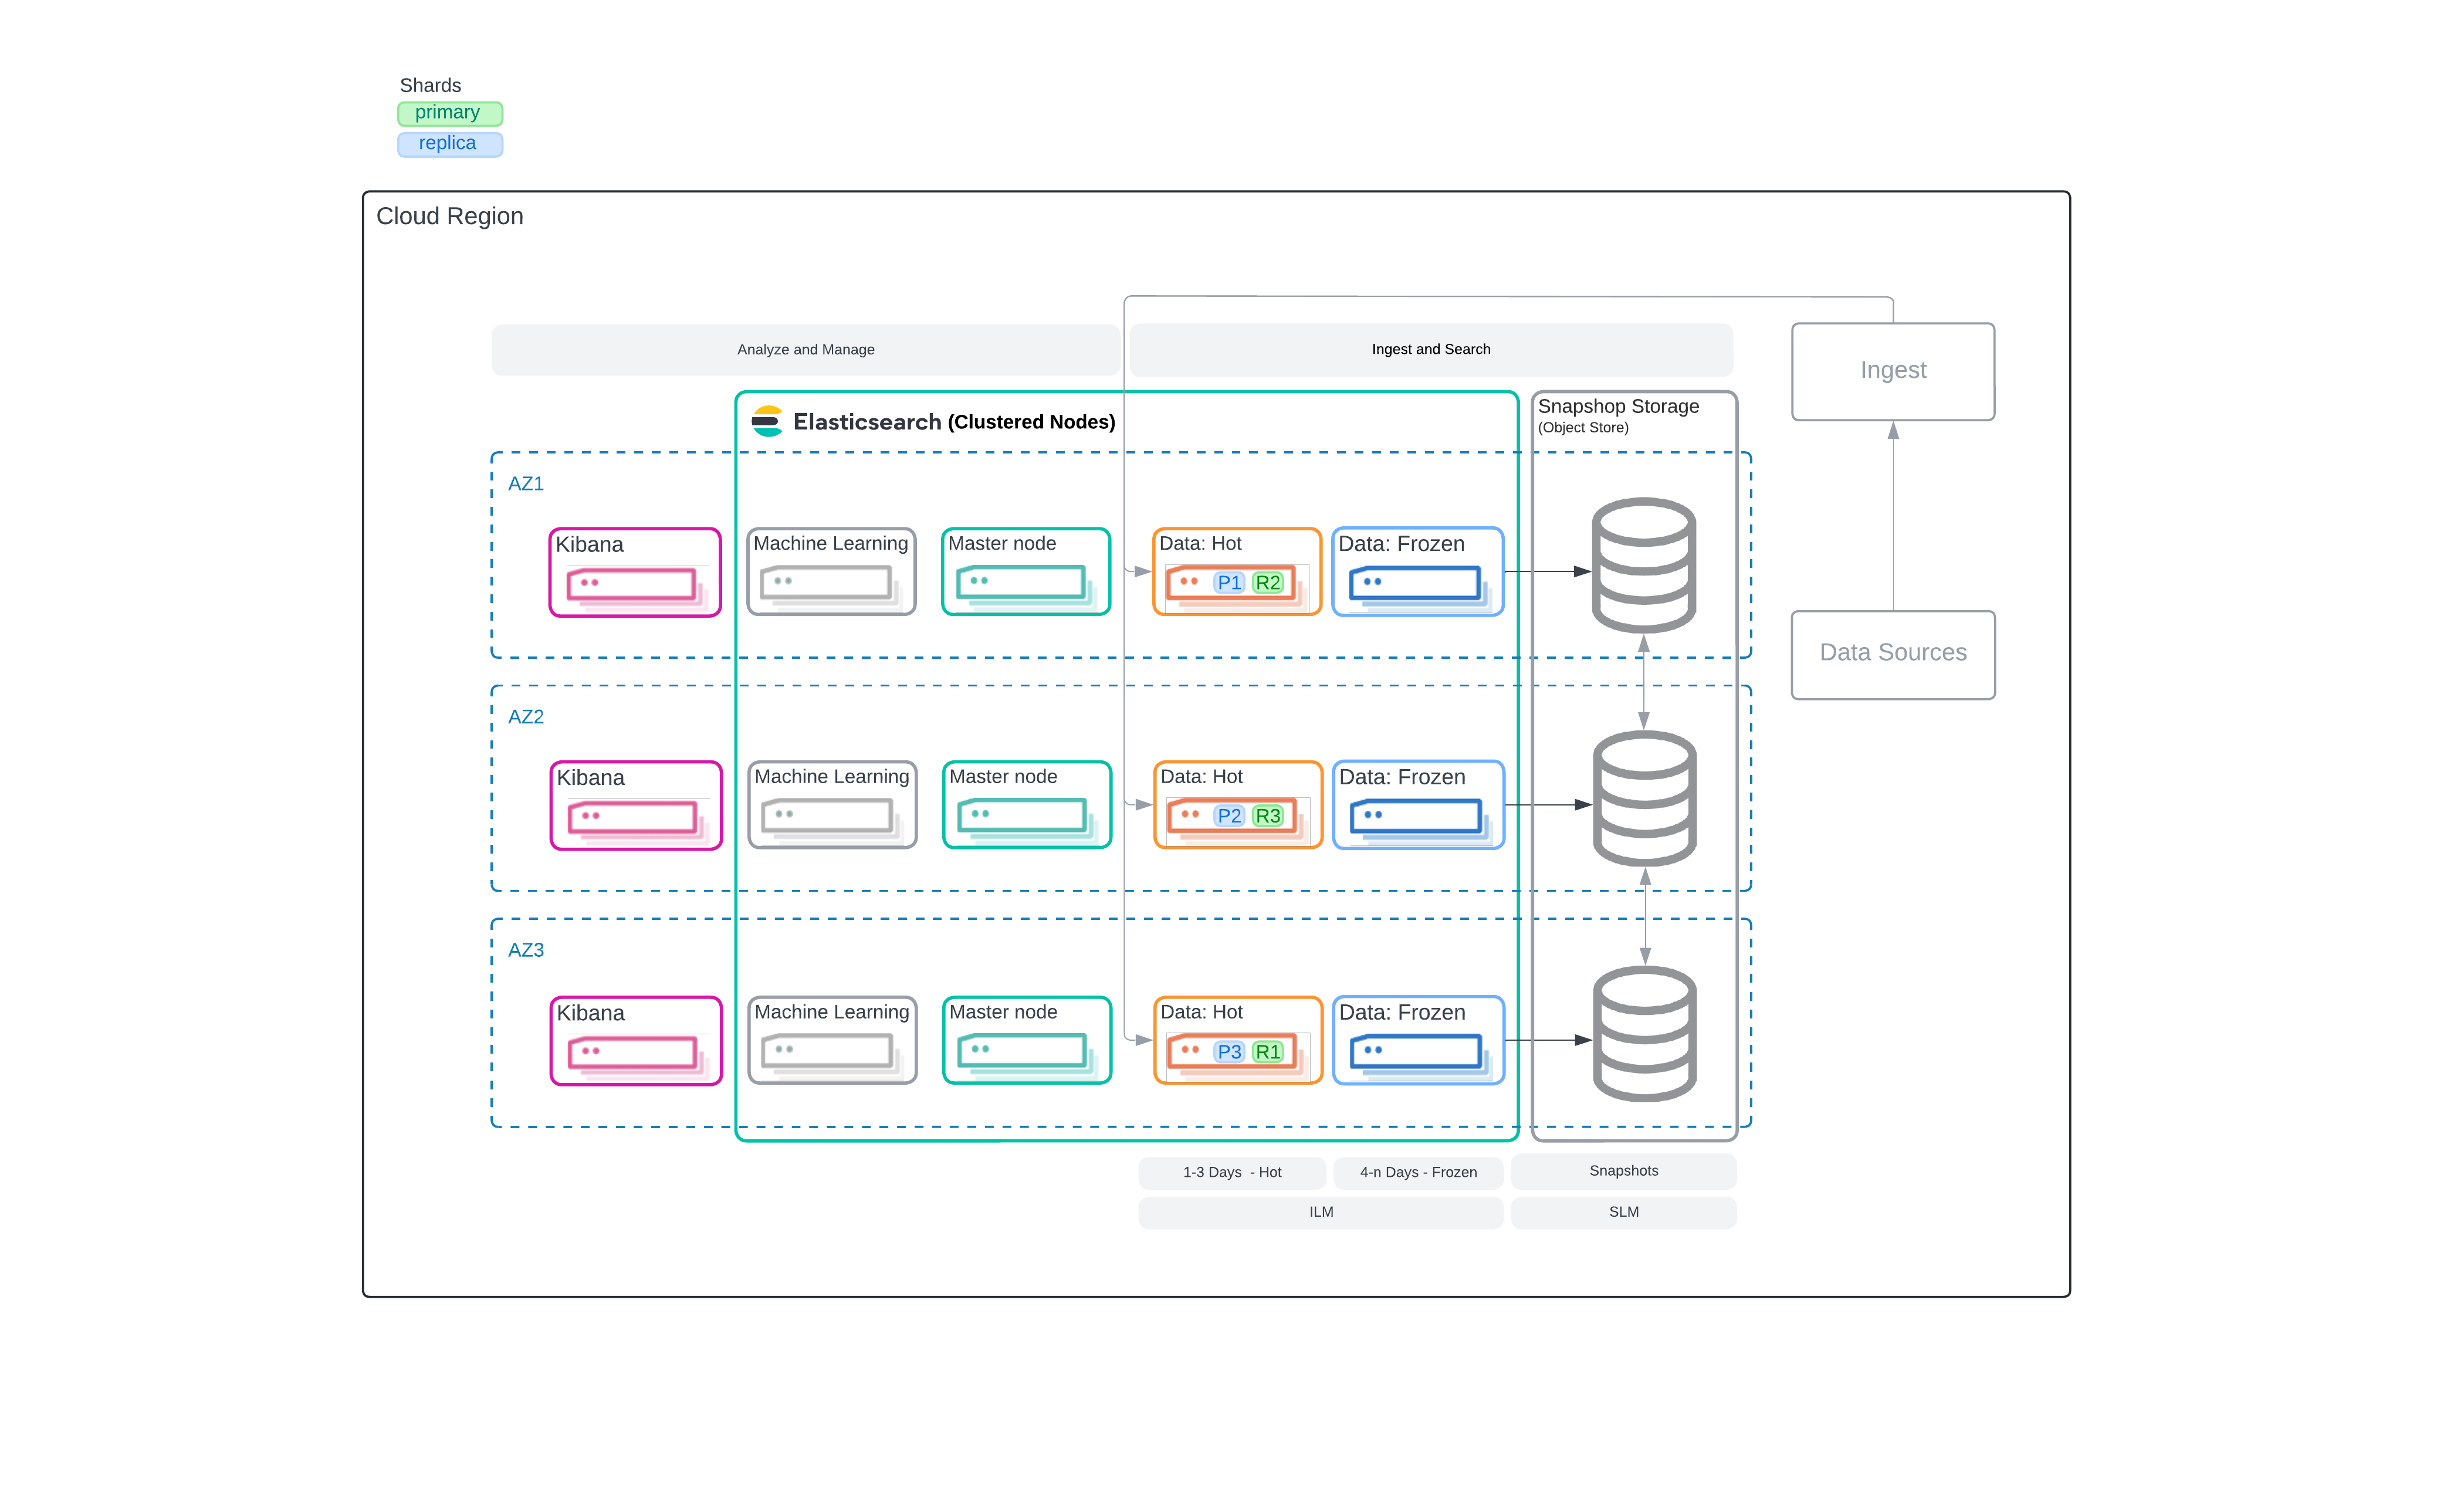 Shards
primary
replica
Cloud Region
Analyze and Manage
Ingest and Search
Ingest
Elasticsearch (Clustered Nodes)
Snapshop Storage
(Object Store)
AZ1
Kibana
Machine Learning
Master node
Data: Hot
P1 R2
Data: Frozen
Data Sources
AZ2
Kibana
Machine Learning
Master node
Data: Hot
P2 R3
Data: Frozen
AZ3
Kibana
Machine Learning
Master node
Data: Hot
P3 R1
Data: Frozen
1-3 Days - Hot
4-n Days - Frozen
Snapshots
ILM
SLM